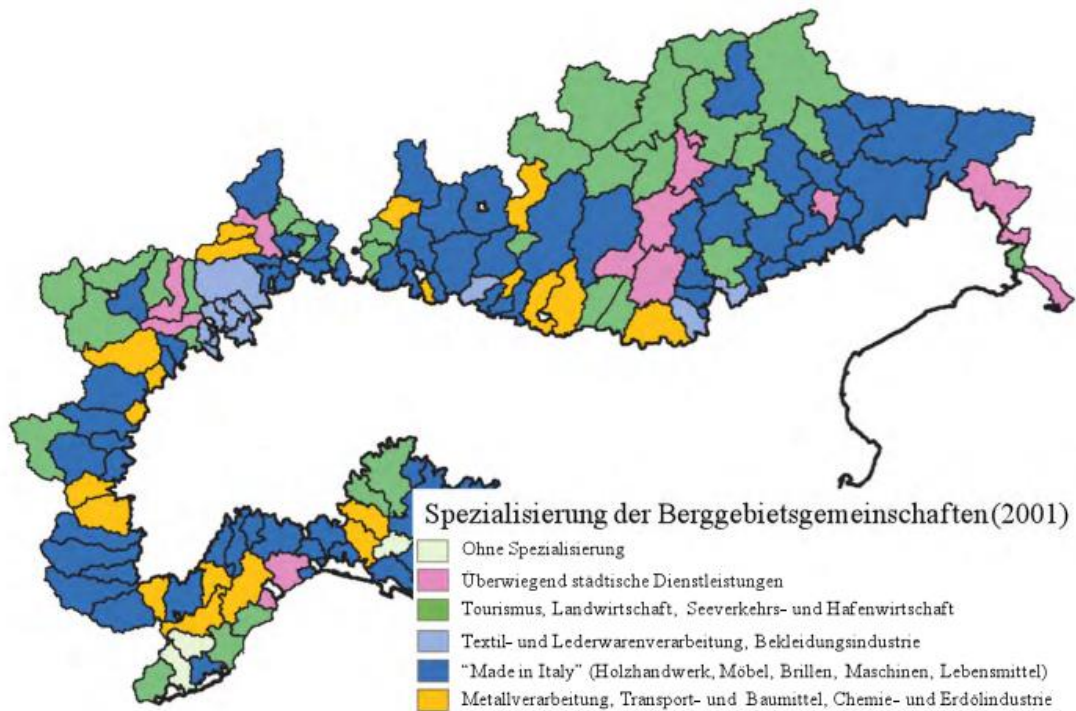 Spezialisierung der Berggebietsgemeinschaften (2001)
Ohne Spezialisierung
Überwiegend städtische Dienstleistungen
Tourismus, Landwirtschaft, Seeverkehrs- und Hafenwirtschaft
Textil- und Lederwarenverarbeitung, Bekleidungsindustrie
"Made in Italy" (Holzhandwerk, Möbel, Brillen, Maschinen, Lebensmittel)
Metallverarbeitung, Transport- und Baumittel, Chemie- und Erdölindustrie